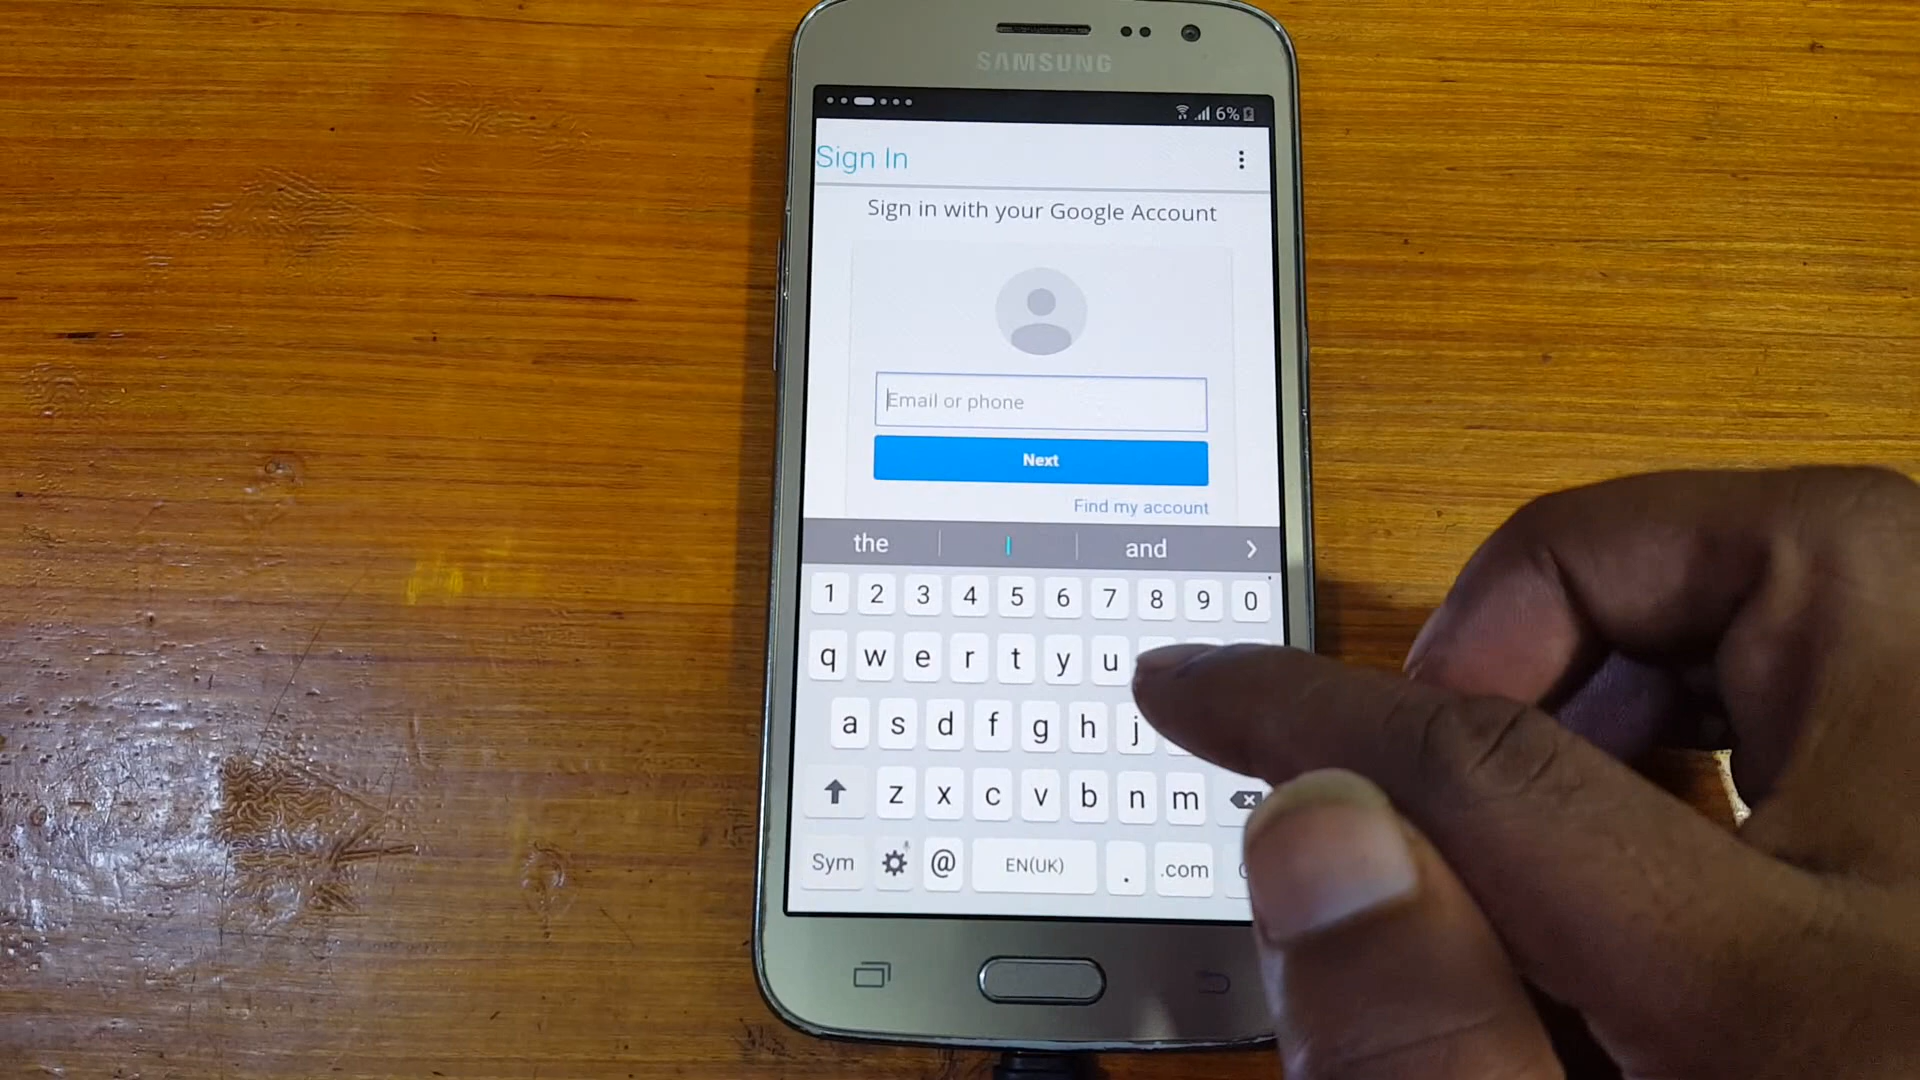 SAMSUNG
6%
Sign In
Sign in with your Google Account
Email or phone
Next
Find my account
the I and
1 2 3 4 5 6 7 8 9 0
q w e r t y u
a s d f g h j
z x c v b n m
Sym @ EN(UK) . .com